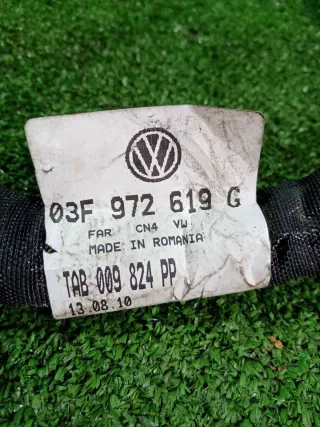 03F 972 619 G
FAR CN4 VW
MADE IN ROMANIA
TAB 009 824 PP
13.08.10